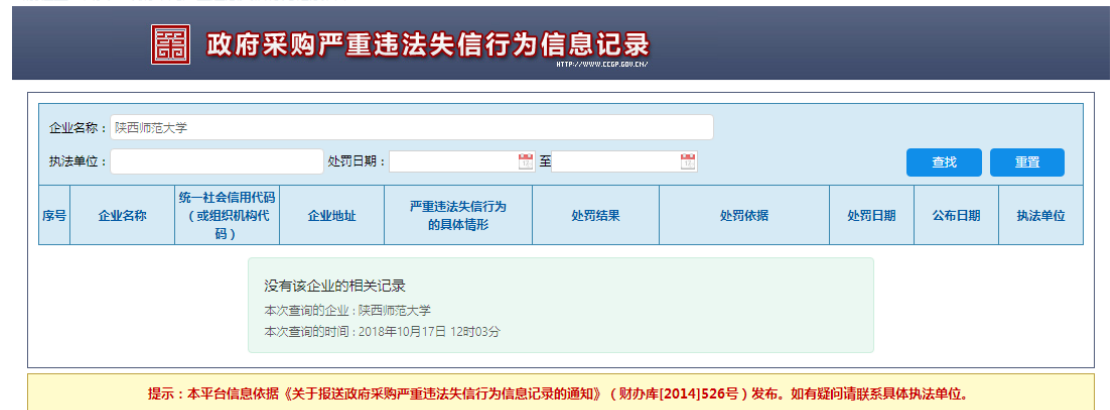 政府采购严重违法失信行为信息记录
HTTP://WWW.CCGP.GOV.CN/
企业名称：陕西师范大学
执法单位： 处罚日期： 至 查找 重置
序号 企业名称 统一社会信用代码（或组织机构代码） 企业地址 严重违法失信行为的具体情形 处罚结果 处罚依据 处罚日期 公布日期 执法单位
没有该企业的相关记录
本次查询的企业：陕西师范大学
本次查询的时间：2018年10月17日 12时03分
提示：本平台信息依据《关于报送政府采购严重违法失信行为信息记录的通知》（财办库[2014]526号）发布。如有疑问请联系具体执法单位。